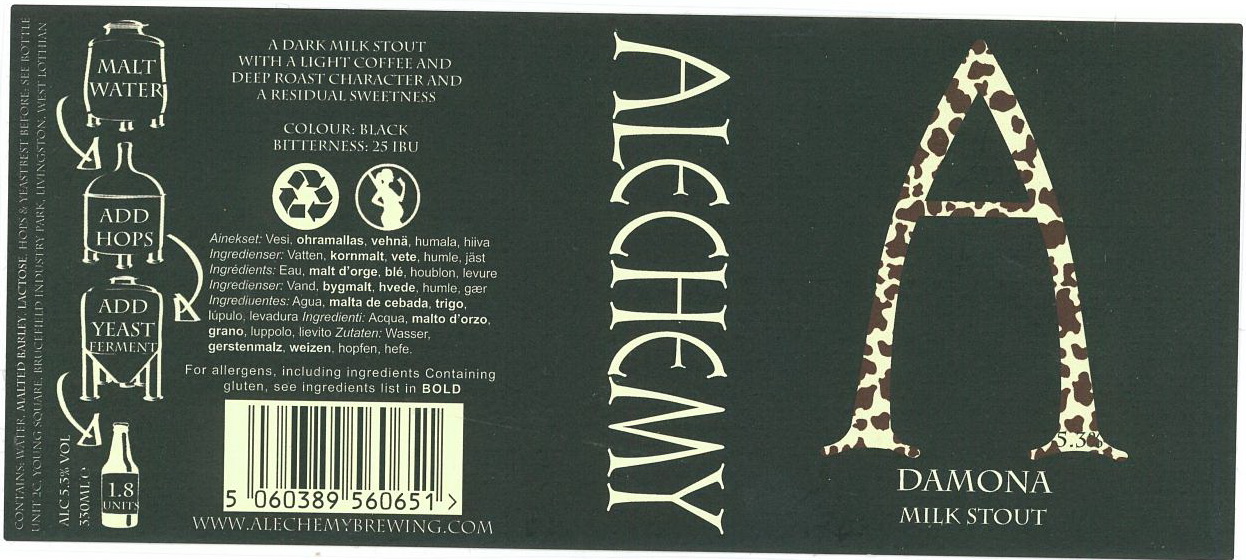 CONTAINS: WATER, MALTED BARLEY, LACTOSE, HOPS & YEAST BEST BEFORE: SEE BOTTLE
UNIT 2C, YOUNG SQUARE, BRUCEFIELD INDUSTRY PARK, LIVINGSTON, WEST LOTHIAN
ALC 5.3% VOL
330ML e
MALT
WATER
ADD
HOPS
ADD
YEAST
FERMENT
1.8
UNITS
A DARK MILK STOUT
WITH A LIGHT COFFEE AND
DEEP ROAST CHARACTER AND
A RESIDUAL SWEETNESS
COLOUR: BLACK
BITTERNESS: 25 IBU
Ainekset: Vesi, ohramallas, vehnä, humala, hiiva
Ingredienser: Vatten, kornmalt, vete, humle, jäst
Ingrédients: Eau, malt d'orge, blé, houblon, levure
Ingredienser: Vand, bygmalt, hvede, humle, gær
Ingrediuentes: Agua, malta de cebada, trigo,
lúpulo, levadura Ingredienti: Acqua, malto d'orzo,
grano, luppolo, lievito Zutaten: Wasser,
gerstenmalz, weizen, hopfen, hefe.
For allergens, including ingredients Containing
gluten, see ingredients list in BOLD
5 060389 560651 >
WWW.ALECHEMYBREWING.COM
ALECHEMY
A
5.3%
DAMONA
MILK STOUT